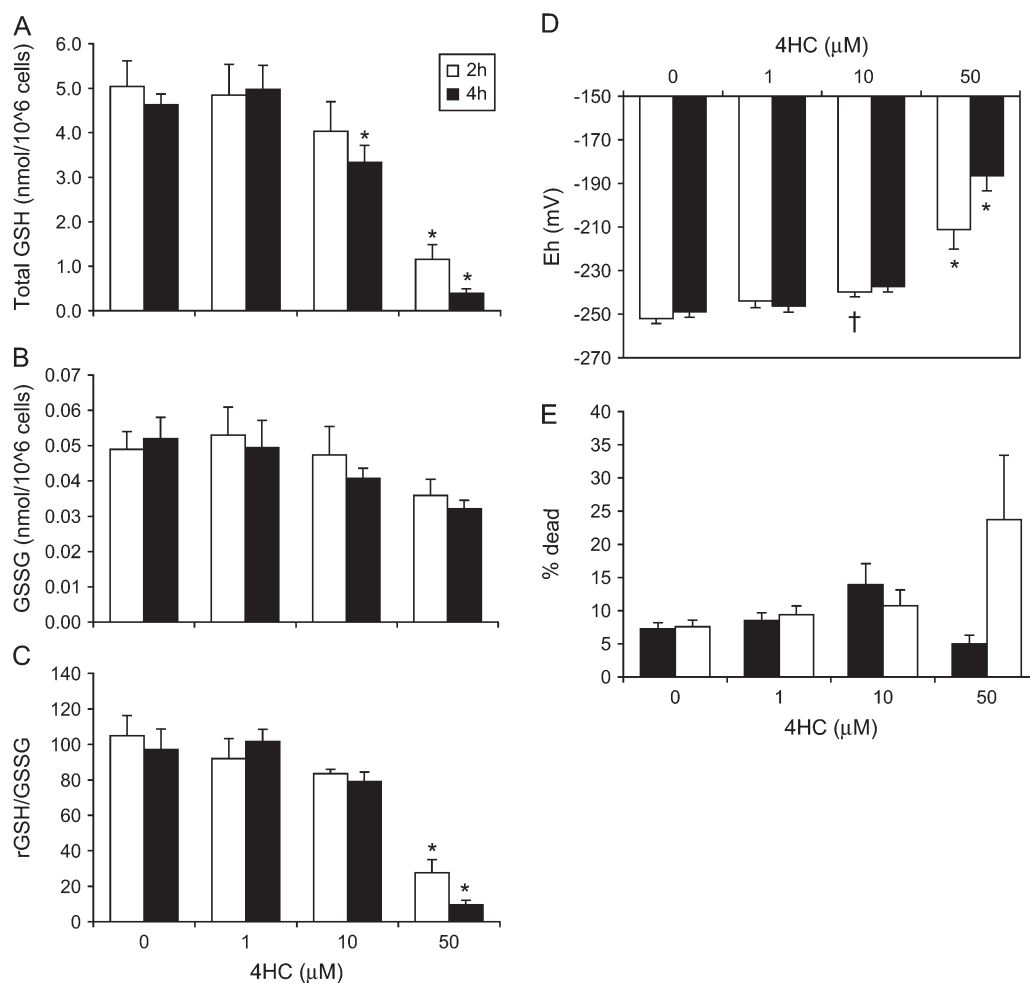 A
Total GSH (nmol/10^6 cells)
6.0
5.0
4.0
3.0
2.0
1.0
0.0
2h
4h
*
*
*
B
GSSG (nmol/10^6 cells)
0.07
0.06
0.05
0.04
0.03
0.02
0.01
0.00
C
rGSH/GSSG
140
120
100
80
60
40
20
0
*
*
0 1 10 50
4HC (μM)
D
4HC (μM)
0 1 10 50
Eh (mV)
-150
-170
-190
-210
-230
-250
-270
*
*
†
E
% dead
40
35
30
25
20
15
10
5
0
0 1 10 50
4HC (μM)